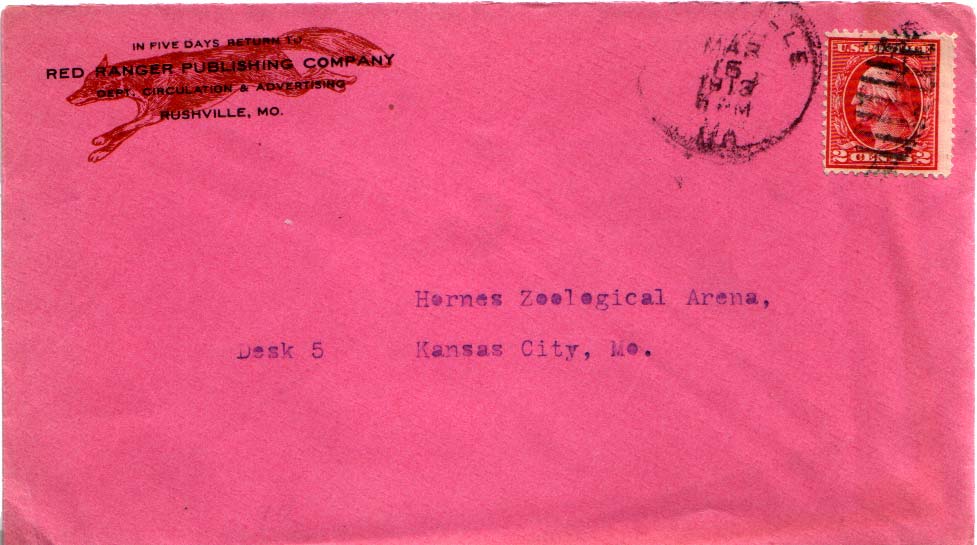 IN FIVE DAYS RETURN TO
RED RANGER PUBLISHING COMPANY
DEPT. CIRCULATION & ADVERTISING
RUSHVILLE, MO.
MAR
15
1913
MO.
U.S. POSTAGE
2 CENTS 2
Hornes Zoological Arena,
Desk 5 Kansas City, Mo.